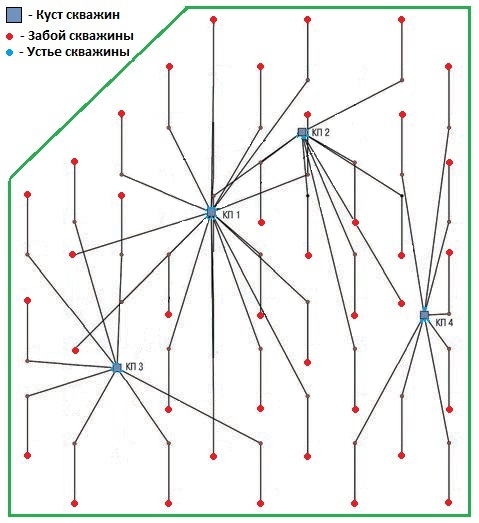 - Куст скважин
- Забой скважины
- Устье скважины
КП 2
КП 1
КП 4
КП 3